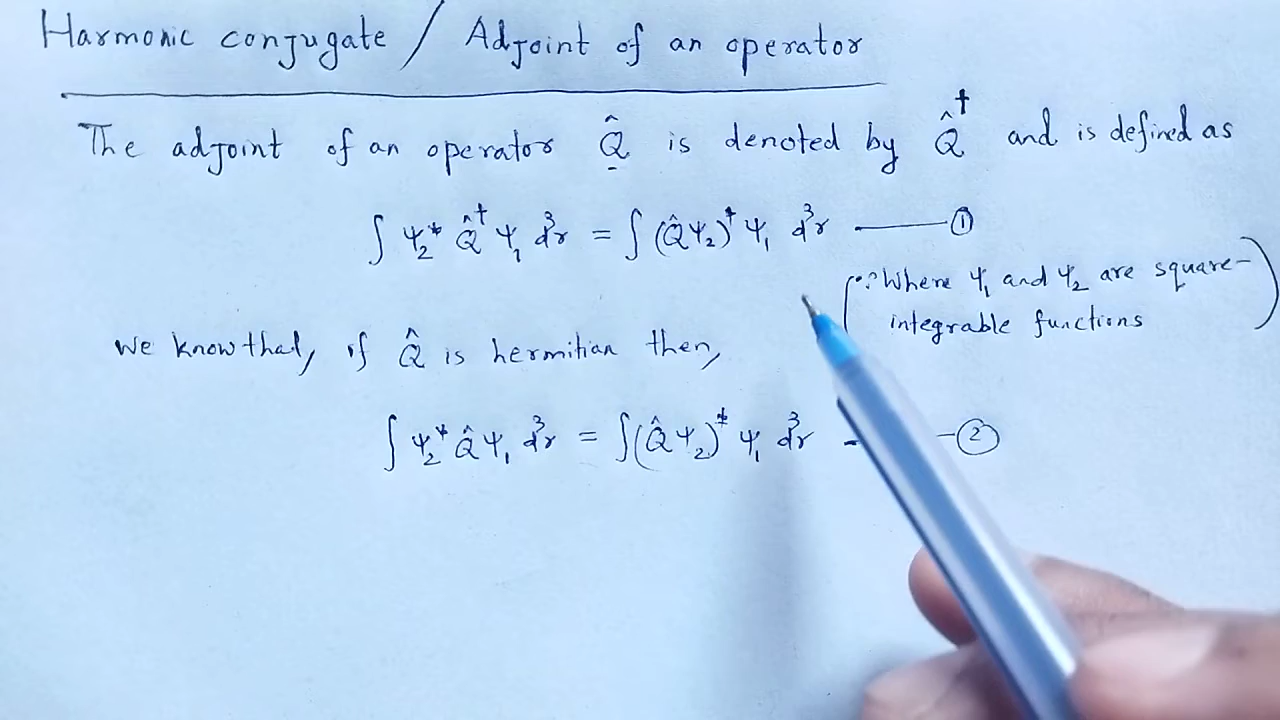 Harmonic conjugate / Adjoint of an operator
The adjoint of an operator Q̂ is denoted by Q̂† and is defined as
∫ψ₂* Q̂† ψ₁ d³r = ∫(Q̂ψ₂)* ψ₁ d³r —— ①
(∵ Where ψ₁ and ψ₂ are square-
integrable functions)
We know that, if Q̂ is hermitian then,
∫ψ₂* Q̂ ψ₁ d³r = ∫(Q̂ψ₂)* ψ₁ d³r —— ②